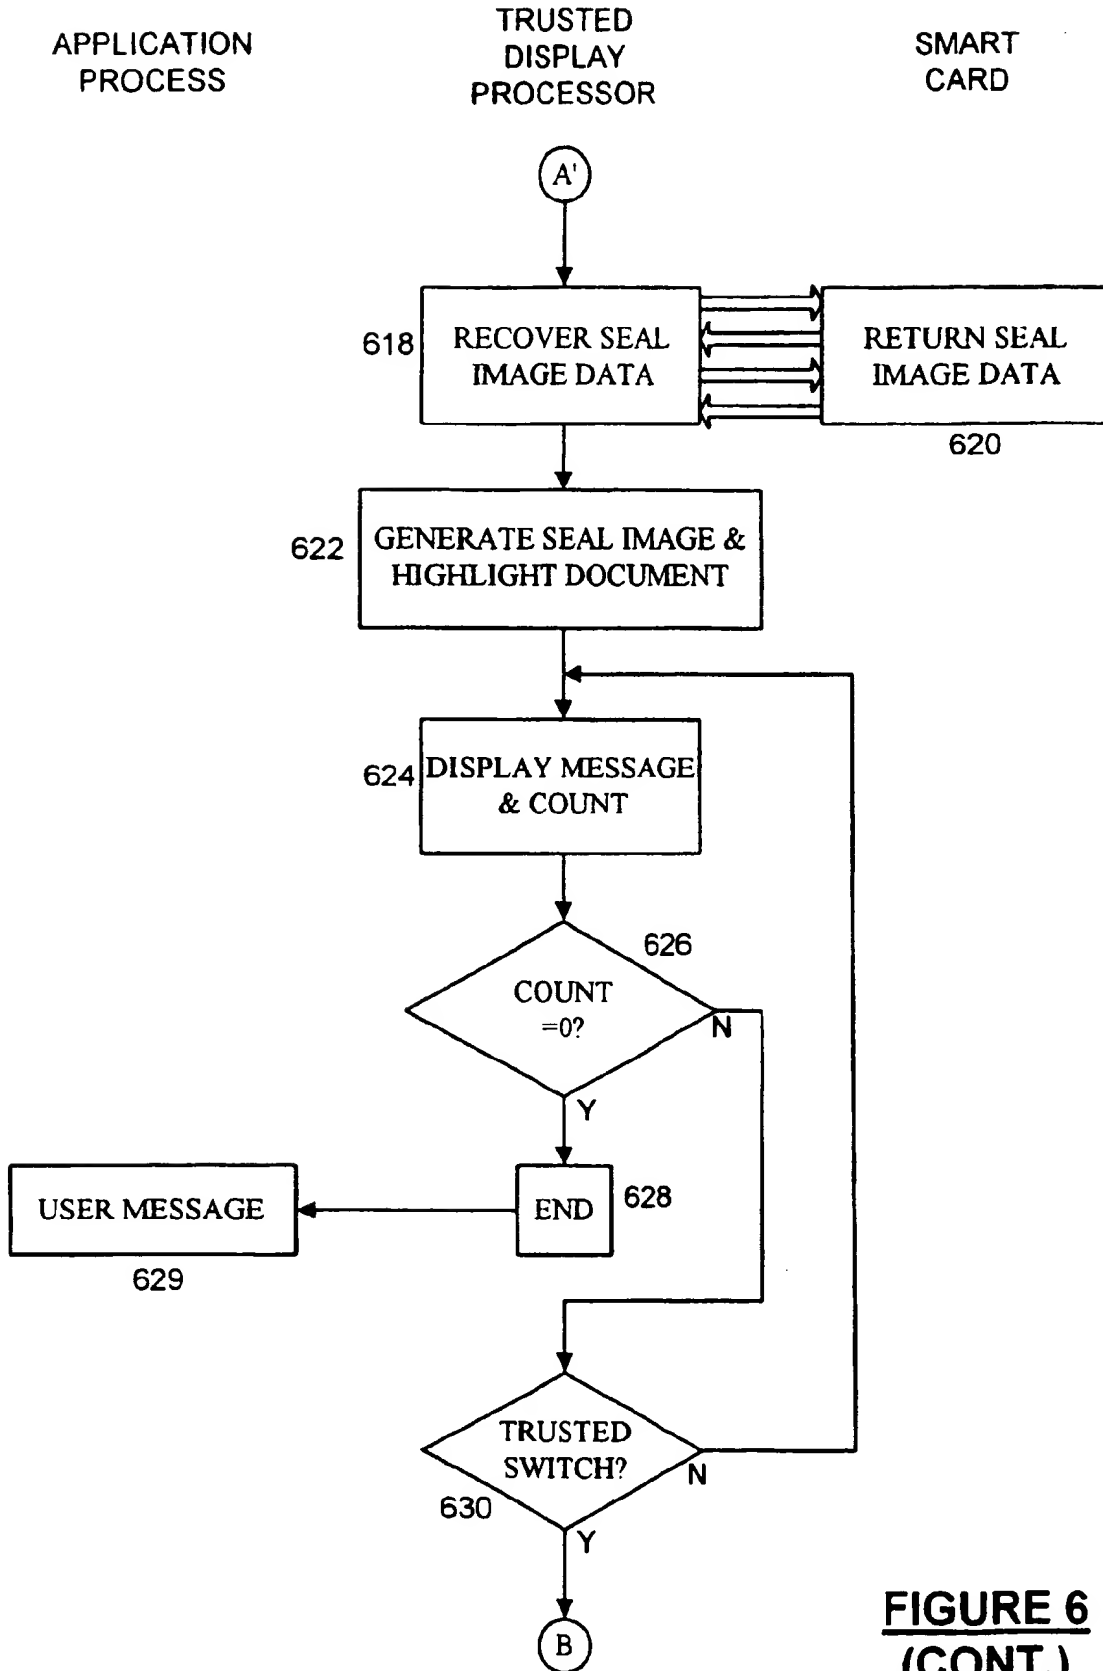 APPLICATION
PROCESS
TRUSTED
DISPLAY
PROCESSOR
SMART
CARD
A'
618
RECOVER SEAL
IMAGE DATA
RETURN SEAL
IMAGE DATA
620
622
GENERATE SEAL IMAGE &
HIGHLIGHT DOCUMENT
624
DISPLAY MESSAGE
& COUNT
626
COUNT
=0?
N
Y
USER MESSAGE
629
END
628
TRUSTED
SWITCH?
N
630
Y
B
FIGURE 6
(CONT.)